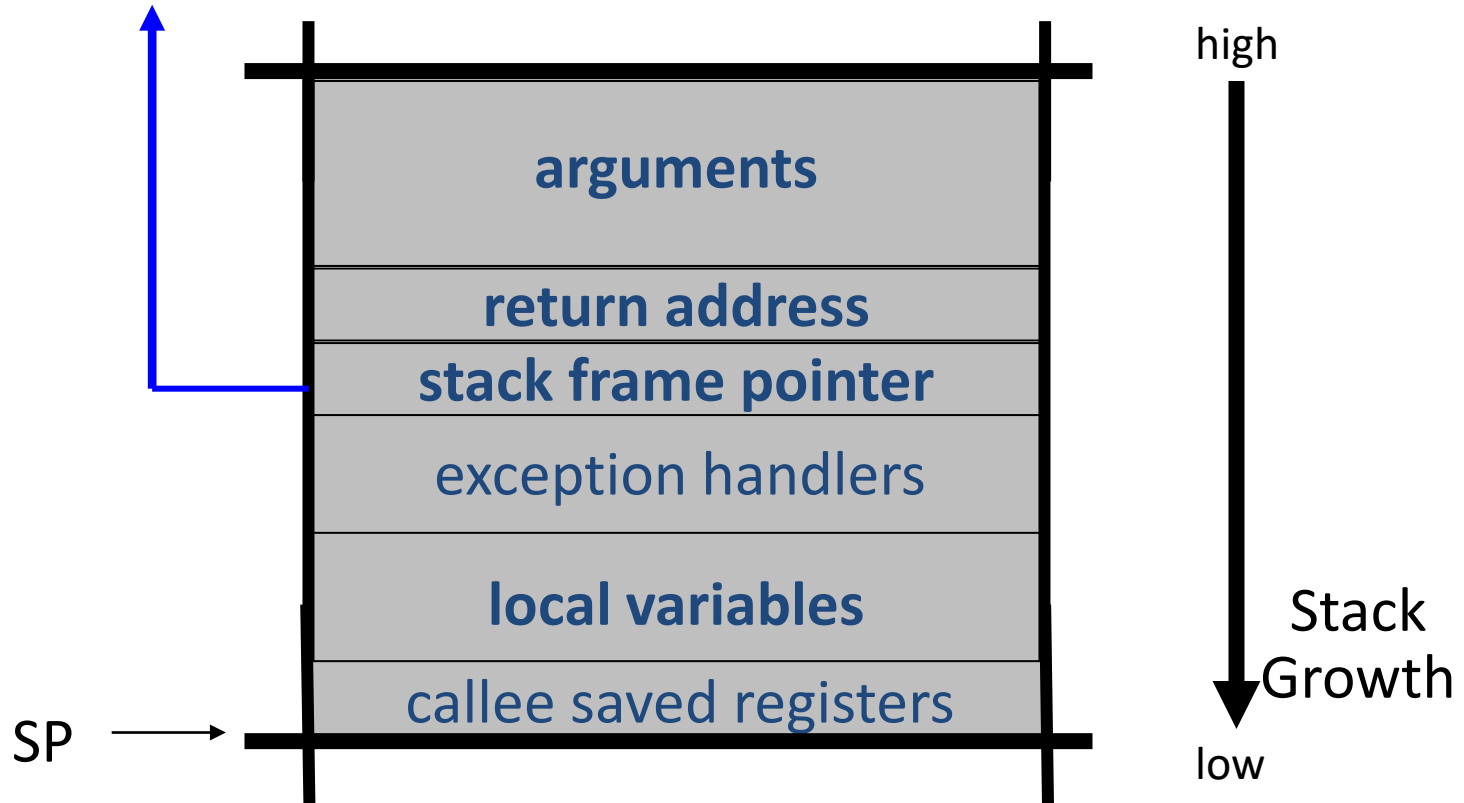 high
arguments
return address
stack frame pointer
exception handlers
local variables
Stack
Growth
callee saved registers
SP
low